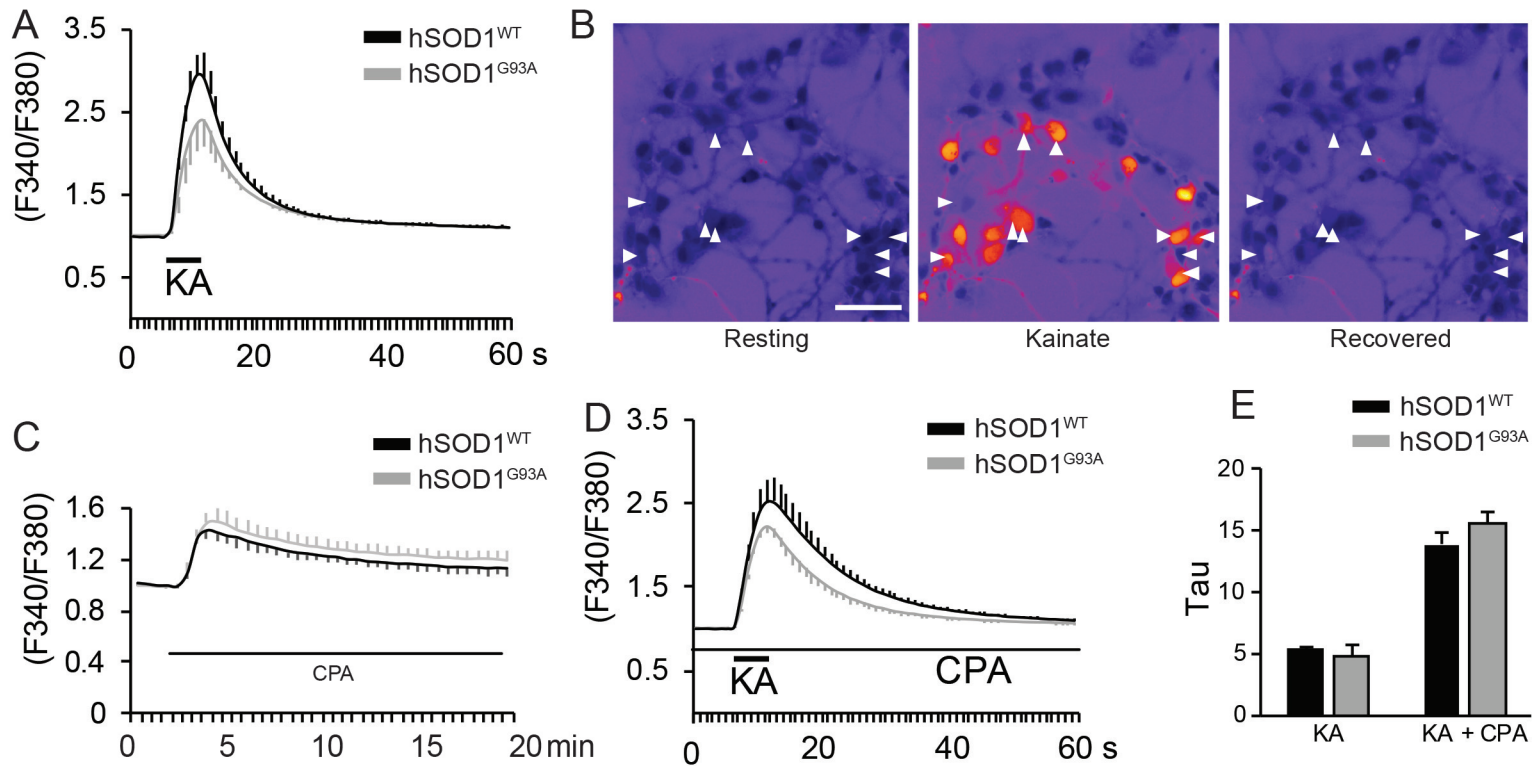 A
(F340/F380)
3.5
2.5
1.5
0.5
hSOD1WT
hSOD1G93A
KA
0 20 40 60 s
B
Resting Kainate Recovered
C
(F340/F380)
1.6
1.2
0.8
0.4
0
hSOD1WT
hSOD1G93A
CPA
0 5 10 15 20 min
D
(F340/F380)
3.5
2.5
1.5
0.5
hSOD1WT
hSOD1G93A
KA CPA
0 20 40 60 s
E
hSOD1WT
hSOD1G93A
Tau
20
15
10
5
0
KA KA + CPA